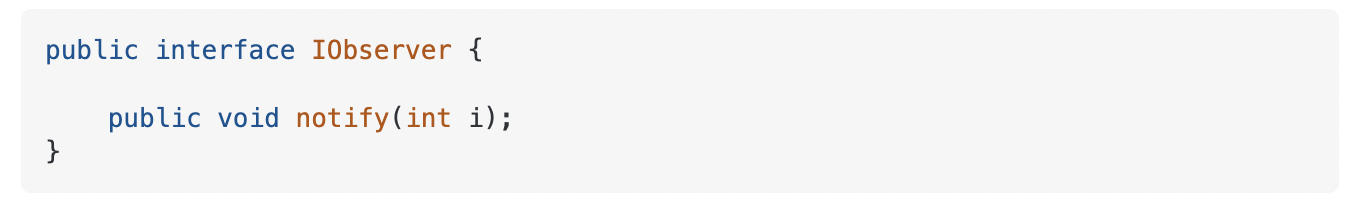 public interface IObserver {
    public void notify(int i);
}